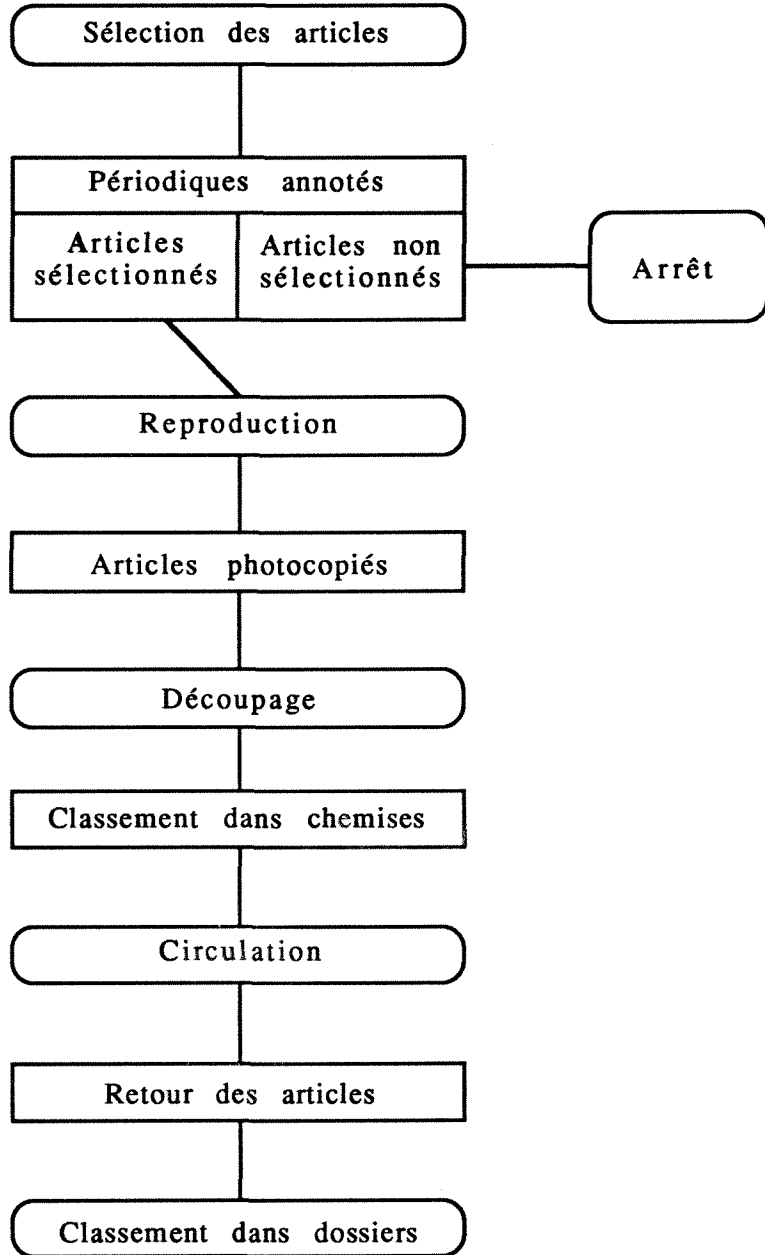 Sélection des articles
Périodiques annotés
Articles
sélectionnés
Articles non
sélectionnés
Arrêt
Reproduction
Articles photocopiés
Découpage
Classement dans chemises
Circulation
Retour des articles
Classement dans dossiers